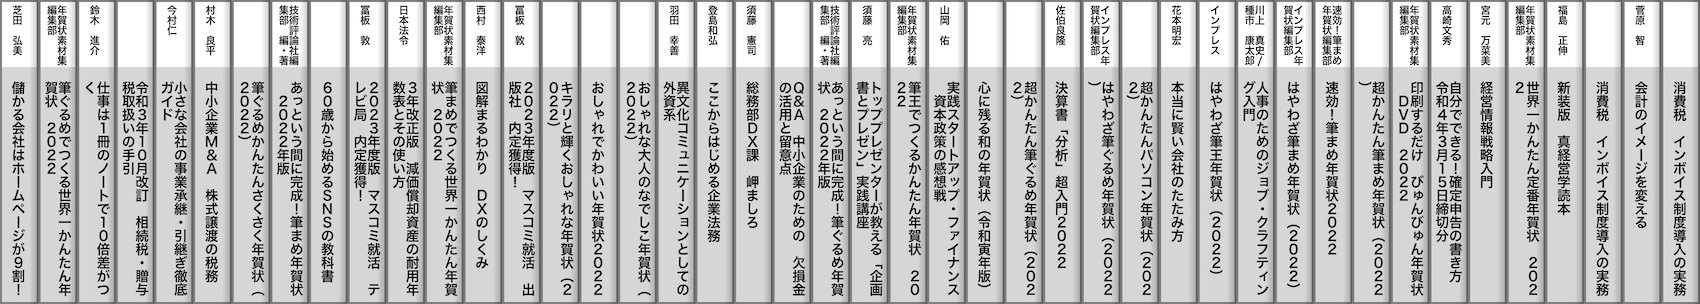 消費税　インボイス制度導入の実務
菅原　智
会計のイメージを変える
消費税　インボイス制度導入の実務
福島　正伸
新装版　真経営学読本
年賀状素材集
編集部
世界一かんたん定番年賀状　２０２
２
宮元　万菜美
経営情報戦略入門
高崎文秀
自分でできる！確定申告の書き方
令和４年３月１５日締切分
年賀状素材集
編集部
印刷するだけ　びゅんびゅん年賀状
ＤＶＤ　２０２２
超かんたん筆まめ年賀状（２０２２
）
速効！筆まめ
年賀状編集部
速効！筆まめ年賀状２０２２
インプレス年
賀状編集部
はやわざ筆まめ年賀状（２０２２）
川上　真史/
種市　康太郎
人事のためのジョブ・クラフティン
グ入門
インプレス
はやわざ筆王年賀状（２０２２）
花本明宏
本当に賢い会社のたたみ方
超かんたんパソコン年賀状（２０２
２）
インプレス年
賀状編集部
はやわざ筆ぐるめ年賀状（２０２２
）
佐伯良隆
決算書「分析」超入門２０２２
超かんたん筆ぐるめ年賀状（２０２
２）
心に残る和の年賀状（令和寅年版）
山岡　佑
実践スタートアップ・ファイナンス
資本政策の感想戦
年賀状素材集
編集部
筆王でつくるかんたん年賀状　２０
２２
須藤　亮
トッププレゼンターが教える「企画
書とプレゼン」実践講座
技術評論社編
集部　編・著
あっという間に完成！筆ぐるめ年賀
状　２０２２年版
Ｑ＆Ａ　中小企業のための　欠損金
の活用と留意点
須藤　憲司
総務部ＤＸ課　岬ましろ
登島和弘
ここからはじめる企業法務
羽田　幸善
異文化コミュニケーションとしての
外資系
おしゃれな大人のなでしこ年賀状（
２０２２）
おしゃれでかわいい年賀状２０２２
キラリと輝くおしゃれな年賀状（２
０２２）
冨板　敦
２０２３年度版　マスコミ就活　出
版社　内定獲得！
西村　泰洋
図解まるわかり　ＤＸのしくみ
年賀状素材集
編集部
筆まめでつくる世界一かんたん年賀
状　２０２２
日本法令
３年改正版　減価償却資産の耐用年
数表とその使い方
冨板　敦
２０２３年度版　マスコミ就活　テ
レビ局　内定獲得！
６０歳から始めるＳＮＳの教科書
技術評論社編
集部　編・著
あっという間に完成！筆まめ年賀状
２０２２年版
筆ぐるめかんたんさくさく年賀状（
２０２２）
村木　良平
中小企業Ｍ＆Ａ　株式譲渡の税務
今村仁
小さな会社の事業承継・引継ぎ徹底
ガイド
令和３年１０月改訂　相続税・贈与
税取扱いの手引
鈴木　進介
仕事は１冊のノートで１０倍差がつ
く
年賀状素材集
編集部
筆ぐるめでつくる世界一かんたん年
賀状　２０２２
芝田　弘美
儲かる会社はホームページが９割！